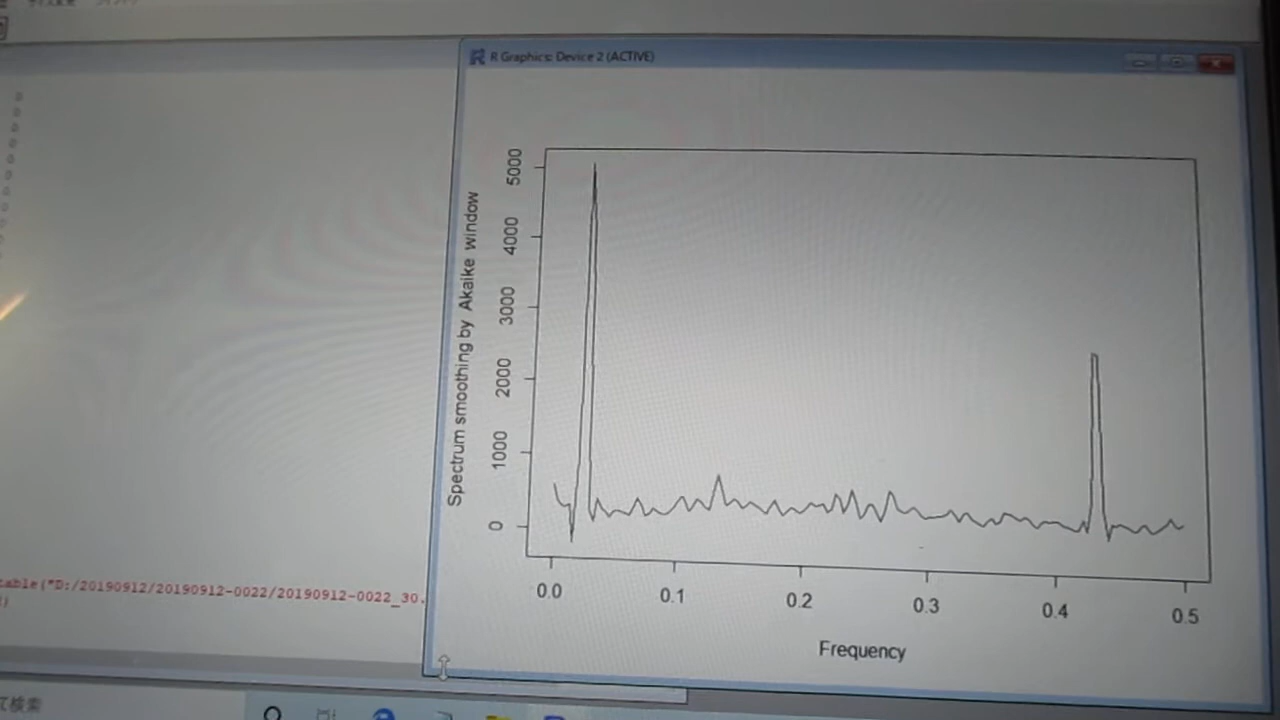 R Graphics: Device 2 (ACTIVE)
Spectrum smoothing by Akaike window
5000
4000
3000
2000
1000
0
0.0
0.1
0.2
0.3
0.4
0.5
Frequency
table("D:/20190912/20190912-0022/20190912-0022_30.
て検索